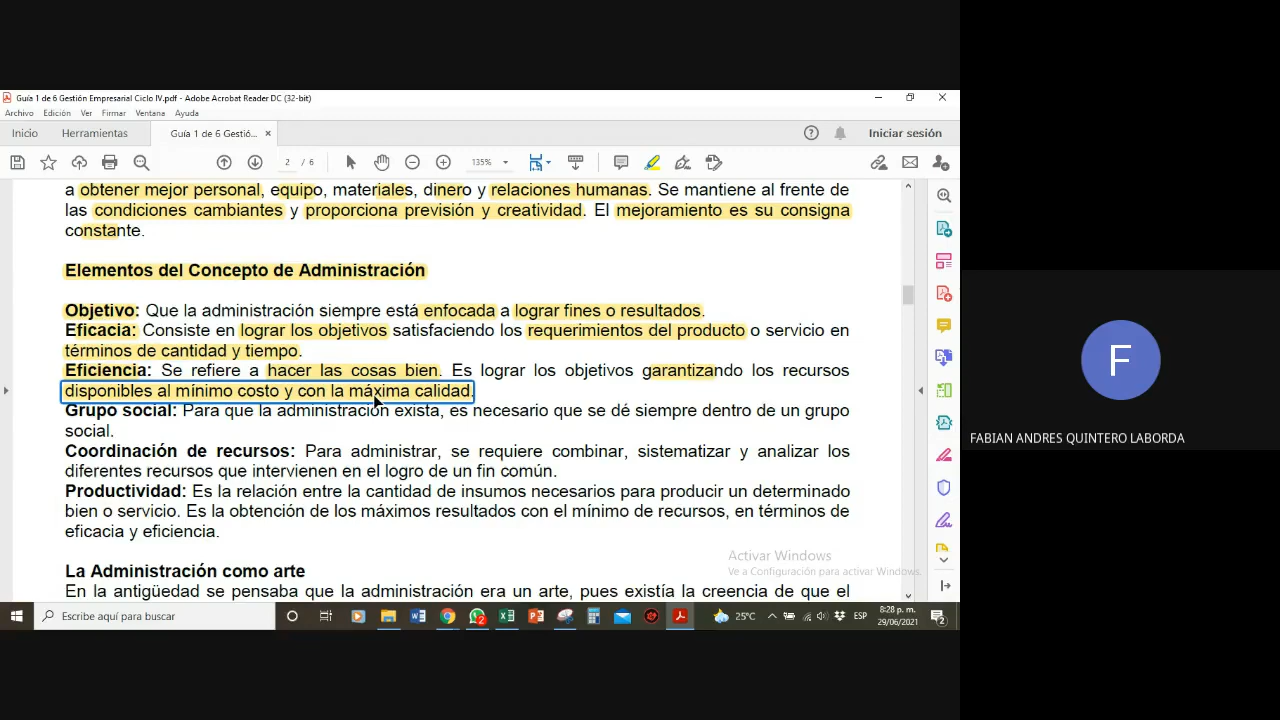 Guía 1 de 6 Gestión Empresarial Ciclo IV.pdf - Adobe Acrobat Reader DC (32-bit)
Archivo Edición Ver Firmar Ventana Ayuda
Inicio Herramientas Guía 1 de 6 Gestió... × Iniciar sesión
2 / 6 135%
a obtener mejor personal, equipo, materiales, dinero y relaciones humanas. Se mantiene al frente de
las condiciones cambiantes y proporciona previsión y creatividad. El mejoramiento es su consigna
constante.
Elementos del Concepto de Administración
Objetivo: Que la administración siempre está enfocada a lograr fines o resultados.
Eficacia: Consiste en lograr los objetivos satisfaciendo los requerimientos del producto o servicio en
términos de cantidad y tiempo.
Eficiencia: Se refiere a hacer las cosas bien. Es lograr los objetivos garantizando los recursos
disponibles al mínimo costo y con la máxima calidad.
Grupo social: Para que la administración exista, es necesario que se dé siempre dentro de un grupo
social.
Coordinación de recursos: Para administrar, se requiere combinar, sistematizar y analizar los
diferentes recursos que intervienen en el logro de un fin común.
Productividad: Es la relación entre la cantidad de insumos necesarios para producir un determinado
bien o servicio. Es la obtención de los máximos resultados con el mínimo de recursos, en términos de
eficacia y eficiencia.
Activar Windows
Ve a Configuración para activar Windows.
La Administración como arte
En la antigüedad se pensaba que la administración era un arte, pues existía la creencia de que el
Escribe aquí para buscar
2
25°C
ESP
8:28 p. m.
29/06/2021
2
F
FABIAN ANDRES QUINTERO LABORDA